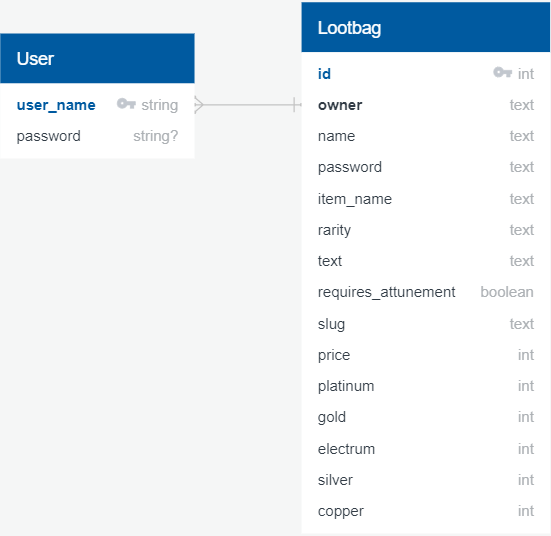 User
user_name string
password string?
Lootbag
id int
owner text
name text
password text
item_name text
rarity text
text text
requires_attunement boolean
slug text
price int
platinum int
gold int
electrum int
silver int
copper int